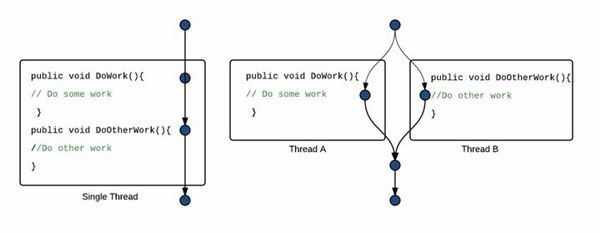 public void DoWork(){
// Do some work
}
public void DoOtherWork(){
//Do other work
}
Single Thread
public void DoWork(){
// Do some work
}
Thread A
public void DoOtherWork(){
//Do other work
}
Thread B